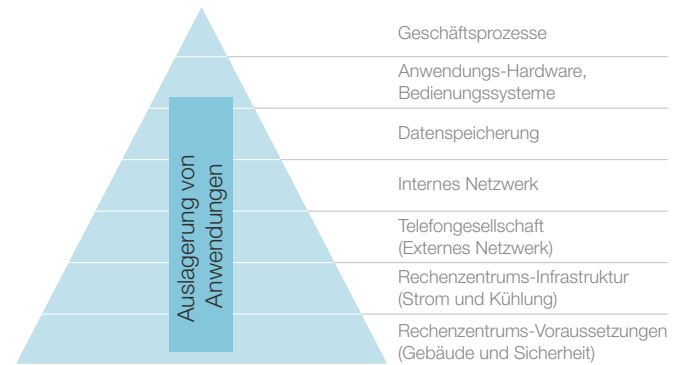 Geschäftsprozesse
Anwendungs-Hardware,
Bedienungssysteme
Datenspeicherung
Internes Netzwerk
Telefongesellschaft
(Externes Netzwerk)
Rechenzentrums-Infrastruktur
(Strom und Kühlung)
Rechenzentrums-Voraussetzungen
(Gebäude und Sicherheit)
Auslagerung von
Anwendungen